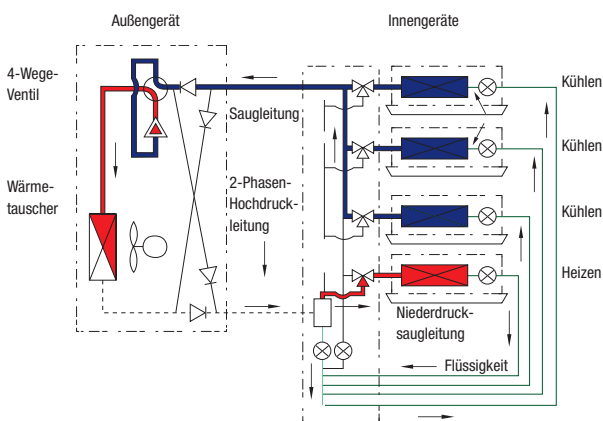 Außengerät
Innengeräte
4-Wege-
Ventil
Kühlen
Saugleitung
Kühlen
Wärme-
tauscher
2-Phasen-
Hochdruck-
leitung
Kühlen
Heizen
Niederdruck-
saugleitung
Flüssigkeit